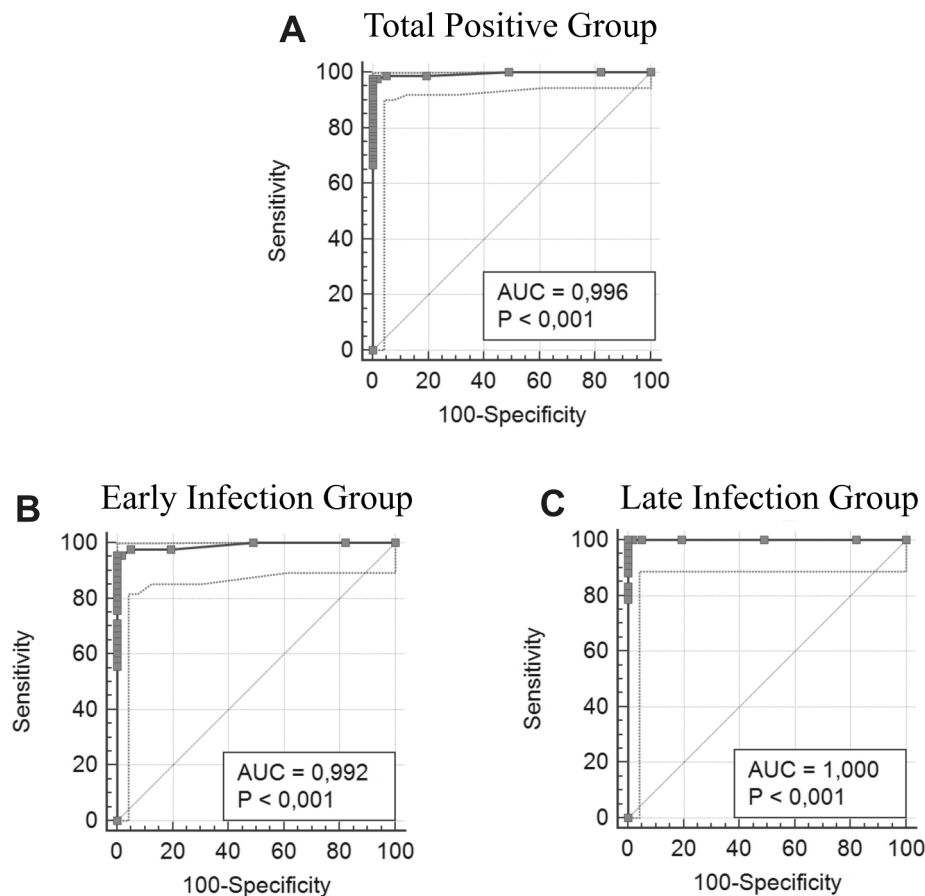 A Total Positive Group
100
80
60
40
20
0
Sensitivity
AUC = 0,996
P < 0,001
0 20 40 60 80 100
100-Specificity
B Early Infection Group
100
80
60
40
20
0
Sensitivity
AUC = 0,992
P < 0,001
0 20 40 60 80 100
100-Specificity
C Late Infection Group
100
80
60
40
20
0
Sensitivity
AUC = 1,000
P < 0,001
0 20 40 60 80 100
100-Specificity